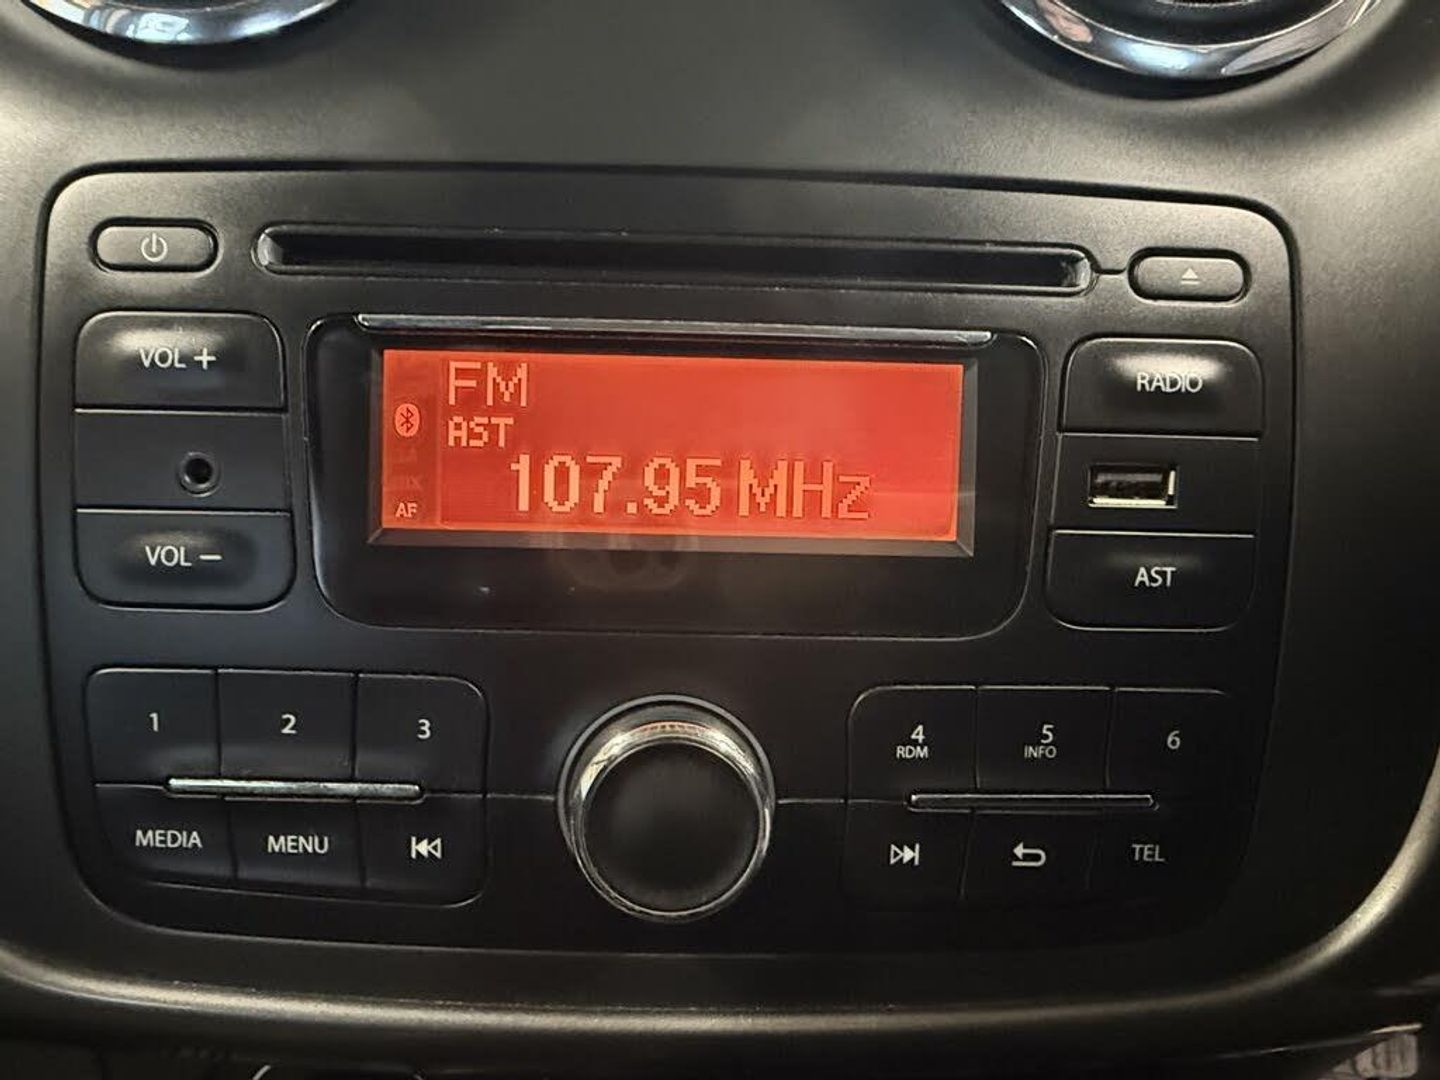 VOL +
VOL −
FM
AST
107.95 MHz
AF
RADIO
AST
1
2
3
4
RDM
5
INFO
6
MEDIA
MENU
TEL